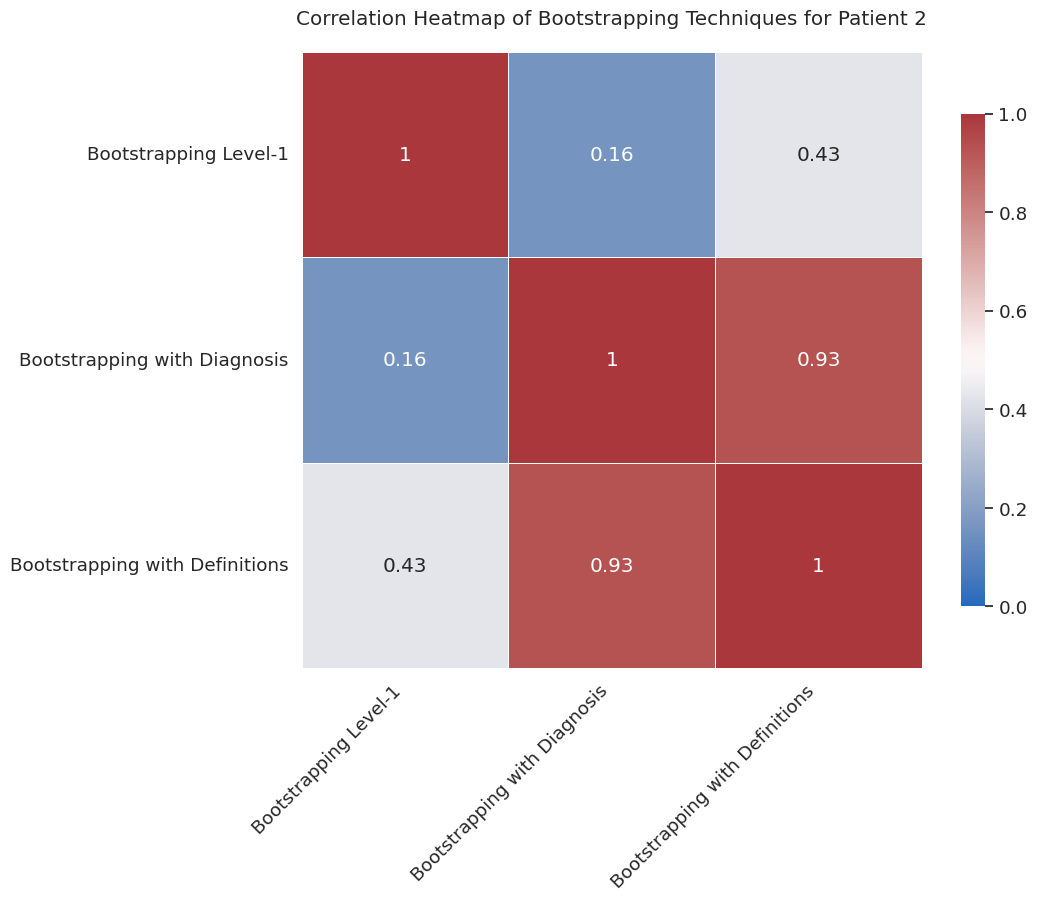 Correlation Heatmap of Bootstrapping Techniques for Patient 2
Bootstrapping Level-1
1
0.16
0.43
Bootstrapping with Diagnosis
0.16
1
0.93
Bootstrapping with Definitions
0.43
0.93
1
Bootstrapping Level-1
Bootstrapping with Diagnosis
Bootstrapping with Definitions
1.0
0.8
0.6
0.4
0.2
0.0